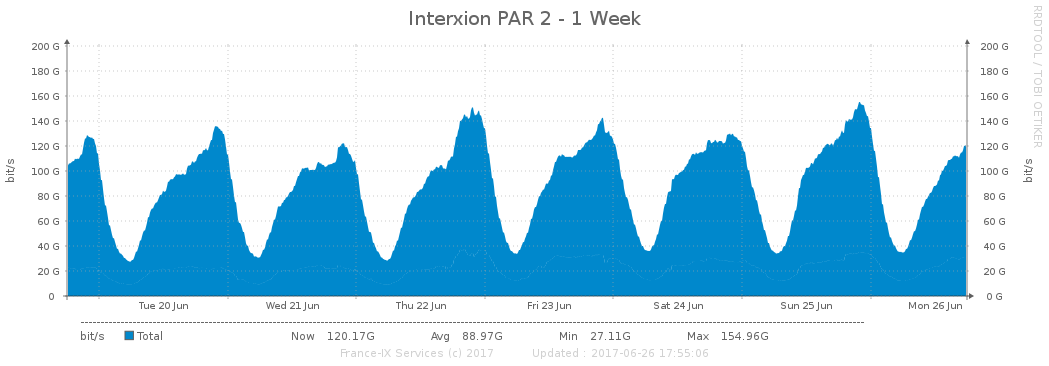 Interxion PAR 2 - 1 Week
RRDTOOL / TOBI OETIKER
bit/s
bit/s
200 G 200 G
180 G 180 G
160 G 160 G
140 G 140 G
120 G 120 G
100 G 100 G
80 G 80 G
60 G 60 G
40 G 40 G
20 G 20 G
0 0 G
Tue 20 Jun Wed 21 Jun Thu 22 Jun Fri 23 Jun Sat 24 Jun Sun 25 Jun Mon 26 Jun
bit/s Total Now 120.17G Avg 88.97G Min 27.11G Max 154.96G
France-IX Services (c) 2017 Updated : 2017-06-26 17:55:06